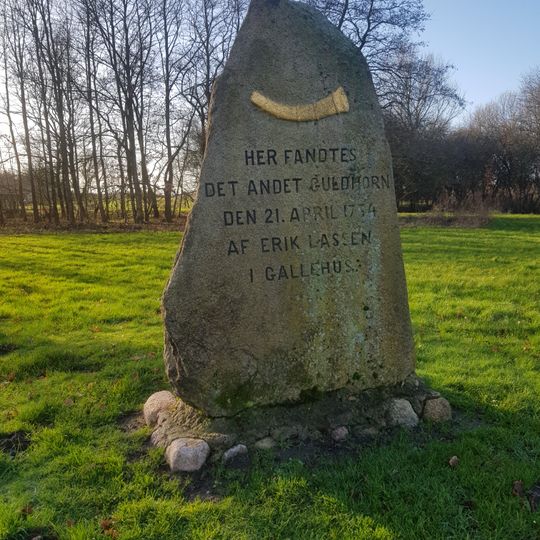 HER FANDTES
DET ANDET GULDHORN
DEN 21. APRIL 1734
AF ERIK LASSEN
I GALLEHUS.